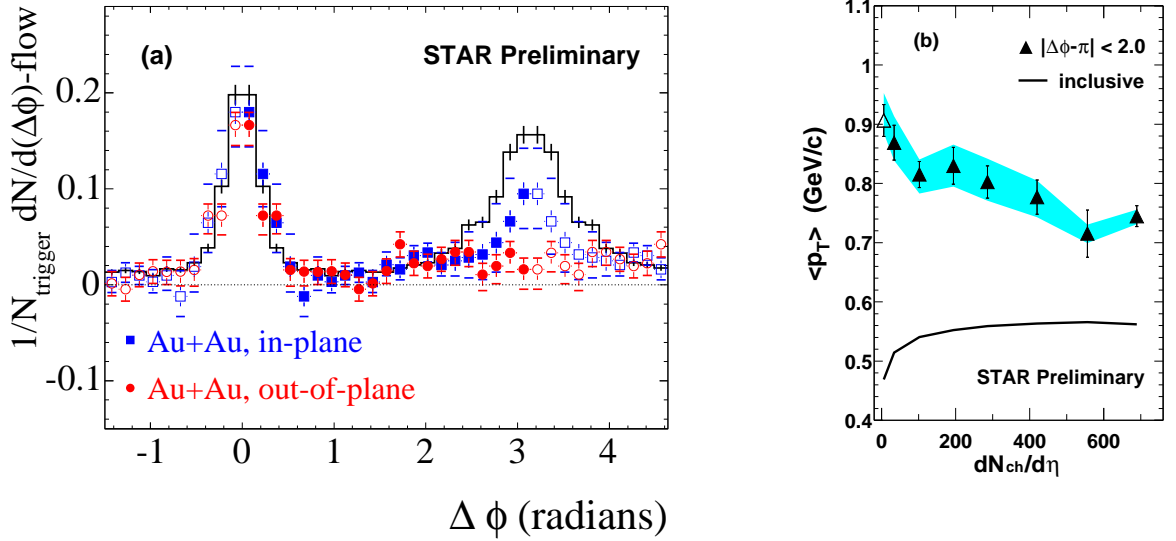 (a)
STAR Preliminary
1/N_trigger dN/d(Δϕ)-flow
0.2
0.1
0
-0.1
Au+Au, in-plane
Au+Au, out-of-plane
-1 0 1 2 3 4
Δ ϕ (radians)
(b)
|Δϕ-π| < 2.0
inclusive
<p_T> (GeV/c)
1.1
1
0.9
0.8
0.7
0.6
0.5
0.4
STAR Preliminary
0 200 400 600
dN_ch/dη